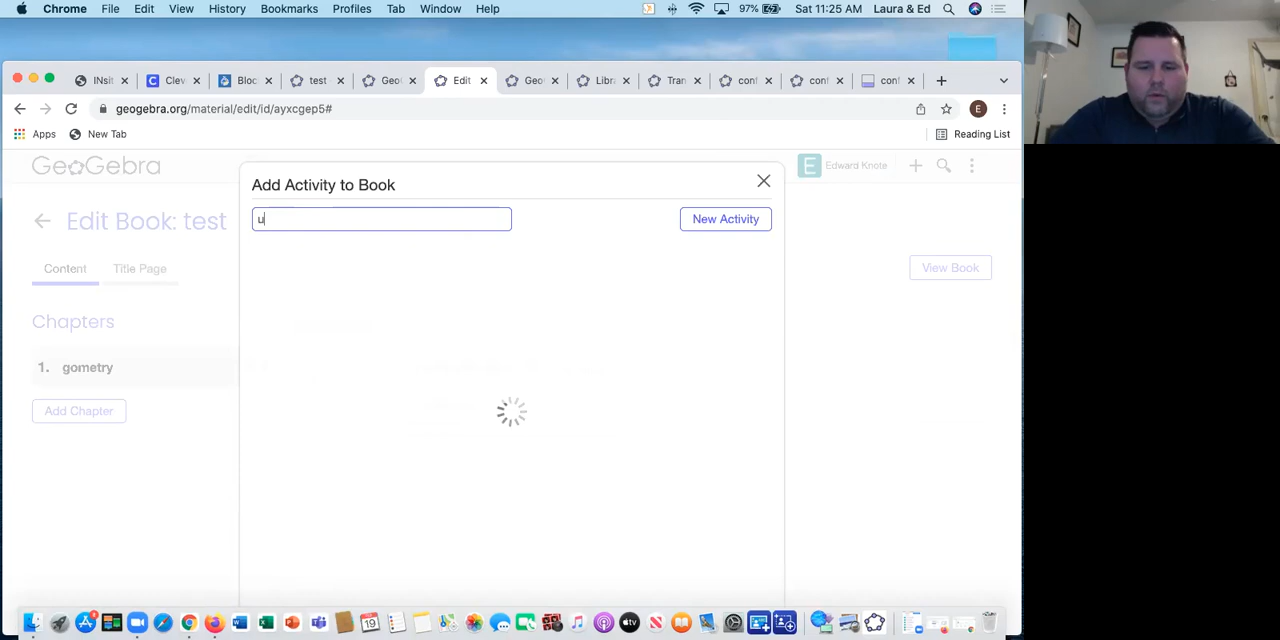 Chrome File Edit View History Bookmarks Profiles Tab Window Help 97% Sat 11:25 AM Laura & Ed
INsit Clev Bloc test Geo Edit Geo Libra Tran conf conf conf
geogebra.org/material/edit/id/ayxcgep5# E
Apps New Tab Reading List
GeoGebra E Edward Knote
Add Activity to Book
u New Activity
Edit Book: test
Content Title Page View Book
Chapters
1. gometry
Add Chapter